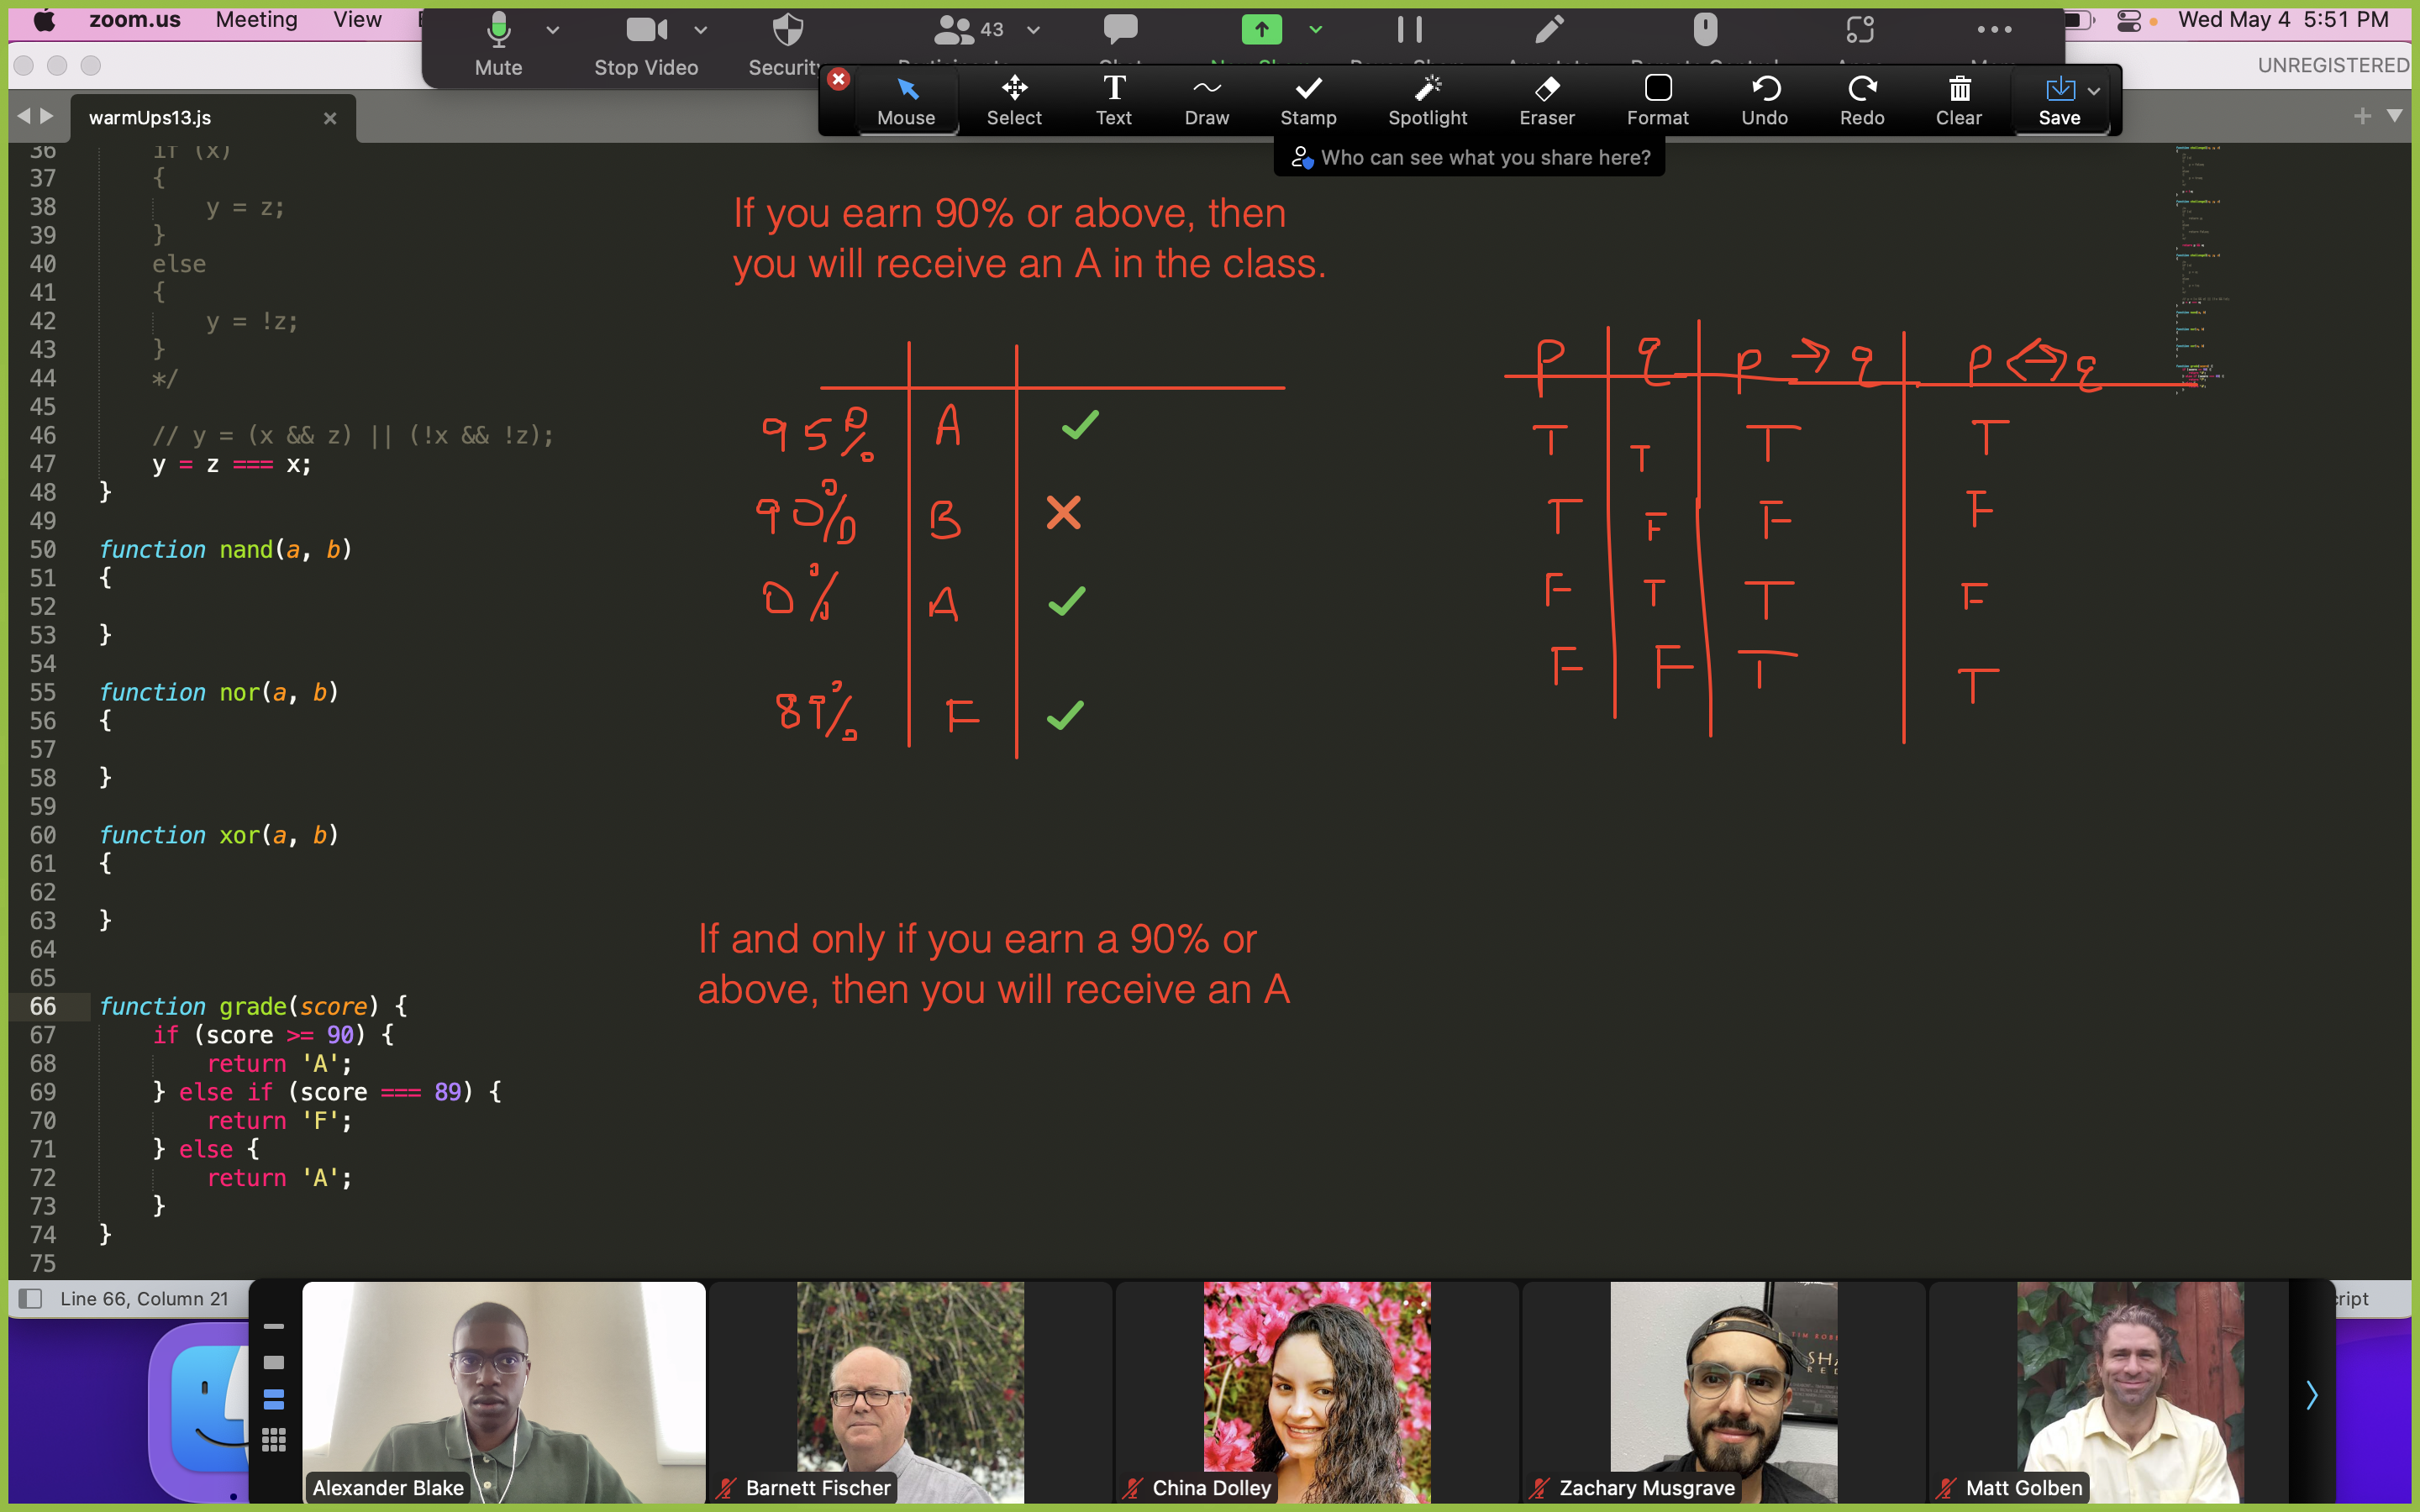 zoom.us Meeting View
Wed May 4 5:51 PM
Mute
Stop Video
Security
43
UNREGISTERED
warmUps13.js
Mouse
Select
Text
Draw
Stamp
Spotlight
Eraser
Format
Undo
Redo
Clear
Save
Who can see what you share here?
36 if (x)
37 {
38 y = z;
39 }
40 else
41 {
42 y = !z;
43 }
44 */
45
46 // y = (x && z) || (!x && !z);
47 y = z === x;
48 }
49
50 function nand(a, b)
51 {
52
53 }
54
55 function nor(a, b)
56 {
57
58 }
59
60 function xor(a, b)
61 {
62
63 }
64
65
66 function grade(score) {
67 if (score >= 90) {
68 return 'A';
69 } else if (score === 89) {
70 return 'F';
71 } else {
72 return 'A';
73 }
74 }
75
If you earn 90% or above, then
you will receive an A in the class.
95% A
90% B
0% A
89% F
p q p → q p ↔ q
T T T T
T F F F
F T T F
F F T T
If and only if you earn a 90% or
above, then you will receive an A
Line 66, Column 21
Alexander Blake
Barnett Fischer
China Dolley
Zachary Musgrave
Matt Golben